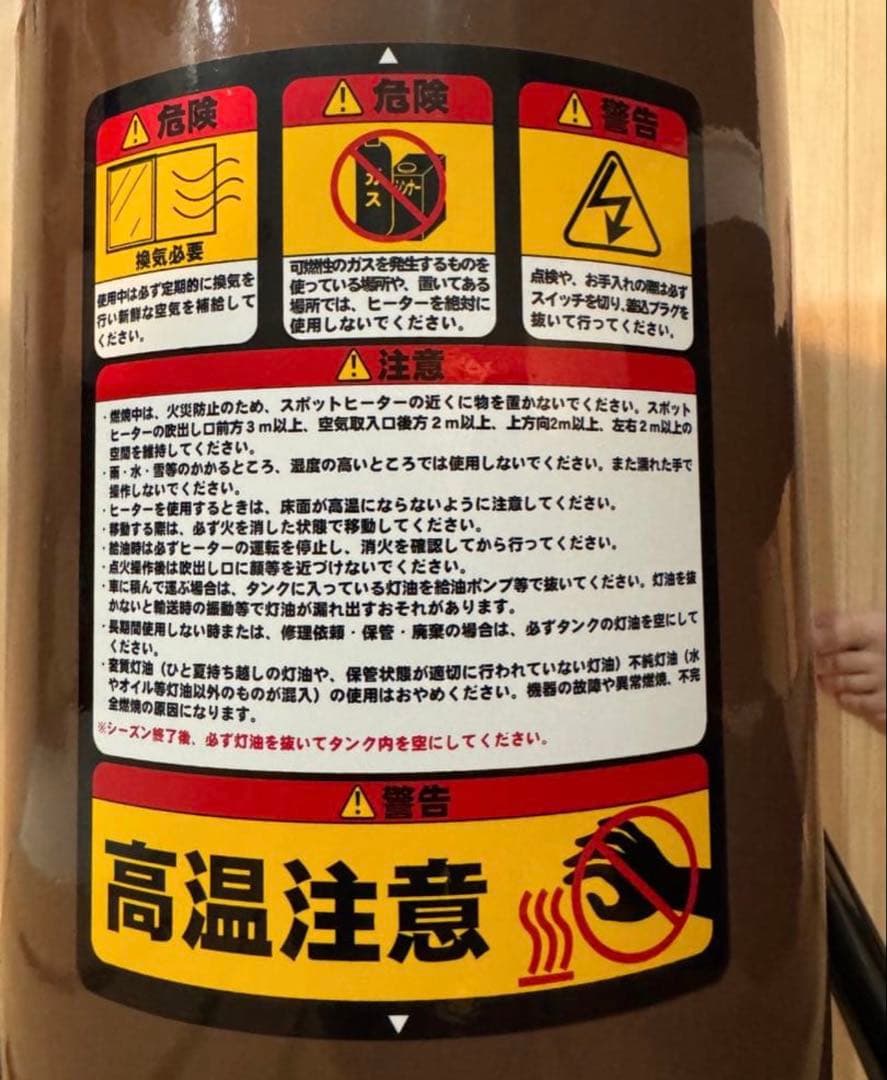 危険
換気必要
使用中は必ず定期的に換気を
行い新鮮な空気を補給して
ください。
危険
ガス
シンナー
可燃性のガスを発生するものを
使っている場所や、置いてある
場所では、ヒーターを絶対に
使用しないでください。
警告
点検や、お手入れの際は必ず
スイッチを切り、差込プラグを
抜いて行ってください。
注意
・燃焼中は、火災防止のため、スポットヒーターの近くに物を置かないでください。スポット
ヒーターの吹出し口前方3m以上、空気取入口後方2m以上、上方向2m以上、左右2m以上の
空間を維持してください。
・雨・水・雪等のかかるところ、湿度の高いところでは使用しないでください。また濡れた手で
操作しないでください。
・ヒーターを使用するときは、床面が高温にならないように注意してください。
・移動する際は、必ず火を消した状態で移動してください。
・給油時は必ずヒーターの運転を停止し、消火を確認してから行ってください。
・点火操作後は吹出し口に顔等を近づけないでください。
・車に積んで運ぶ場合は、タンクに入っている灯油を給油ポンプ等で抜いてください。灯油を抜
かないと輸送時の振動等で灯油が漏れ出すおそれがあります。
・長期間使用しない時または、修理依頼・保管・廃棄の場合は、必ずタンクの灯油を空にして
ください。
・変質灯油（ひと夏持ち越しの灯油や、保管状態が適切に行われていない灯油）不純灯油（水
やオイル等灯油以外のものが混入）の使用はおやめください。機器の故障や異常燃焼、不完
全燃焼の原因になります。
※シーズン終了後、必ず灯油を抜いてタンク内を空にしてください。
警告
高温注意